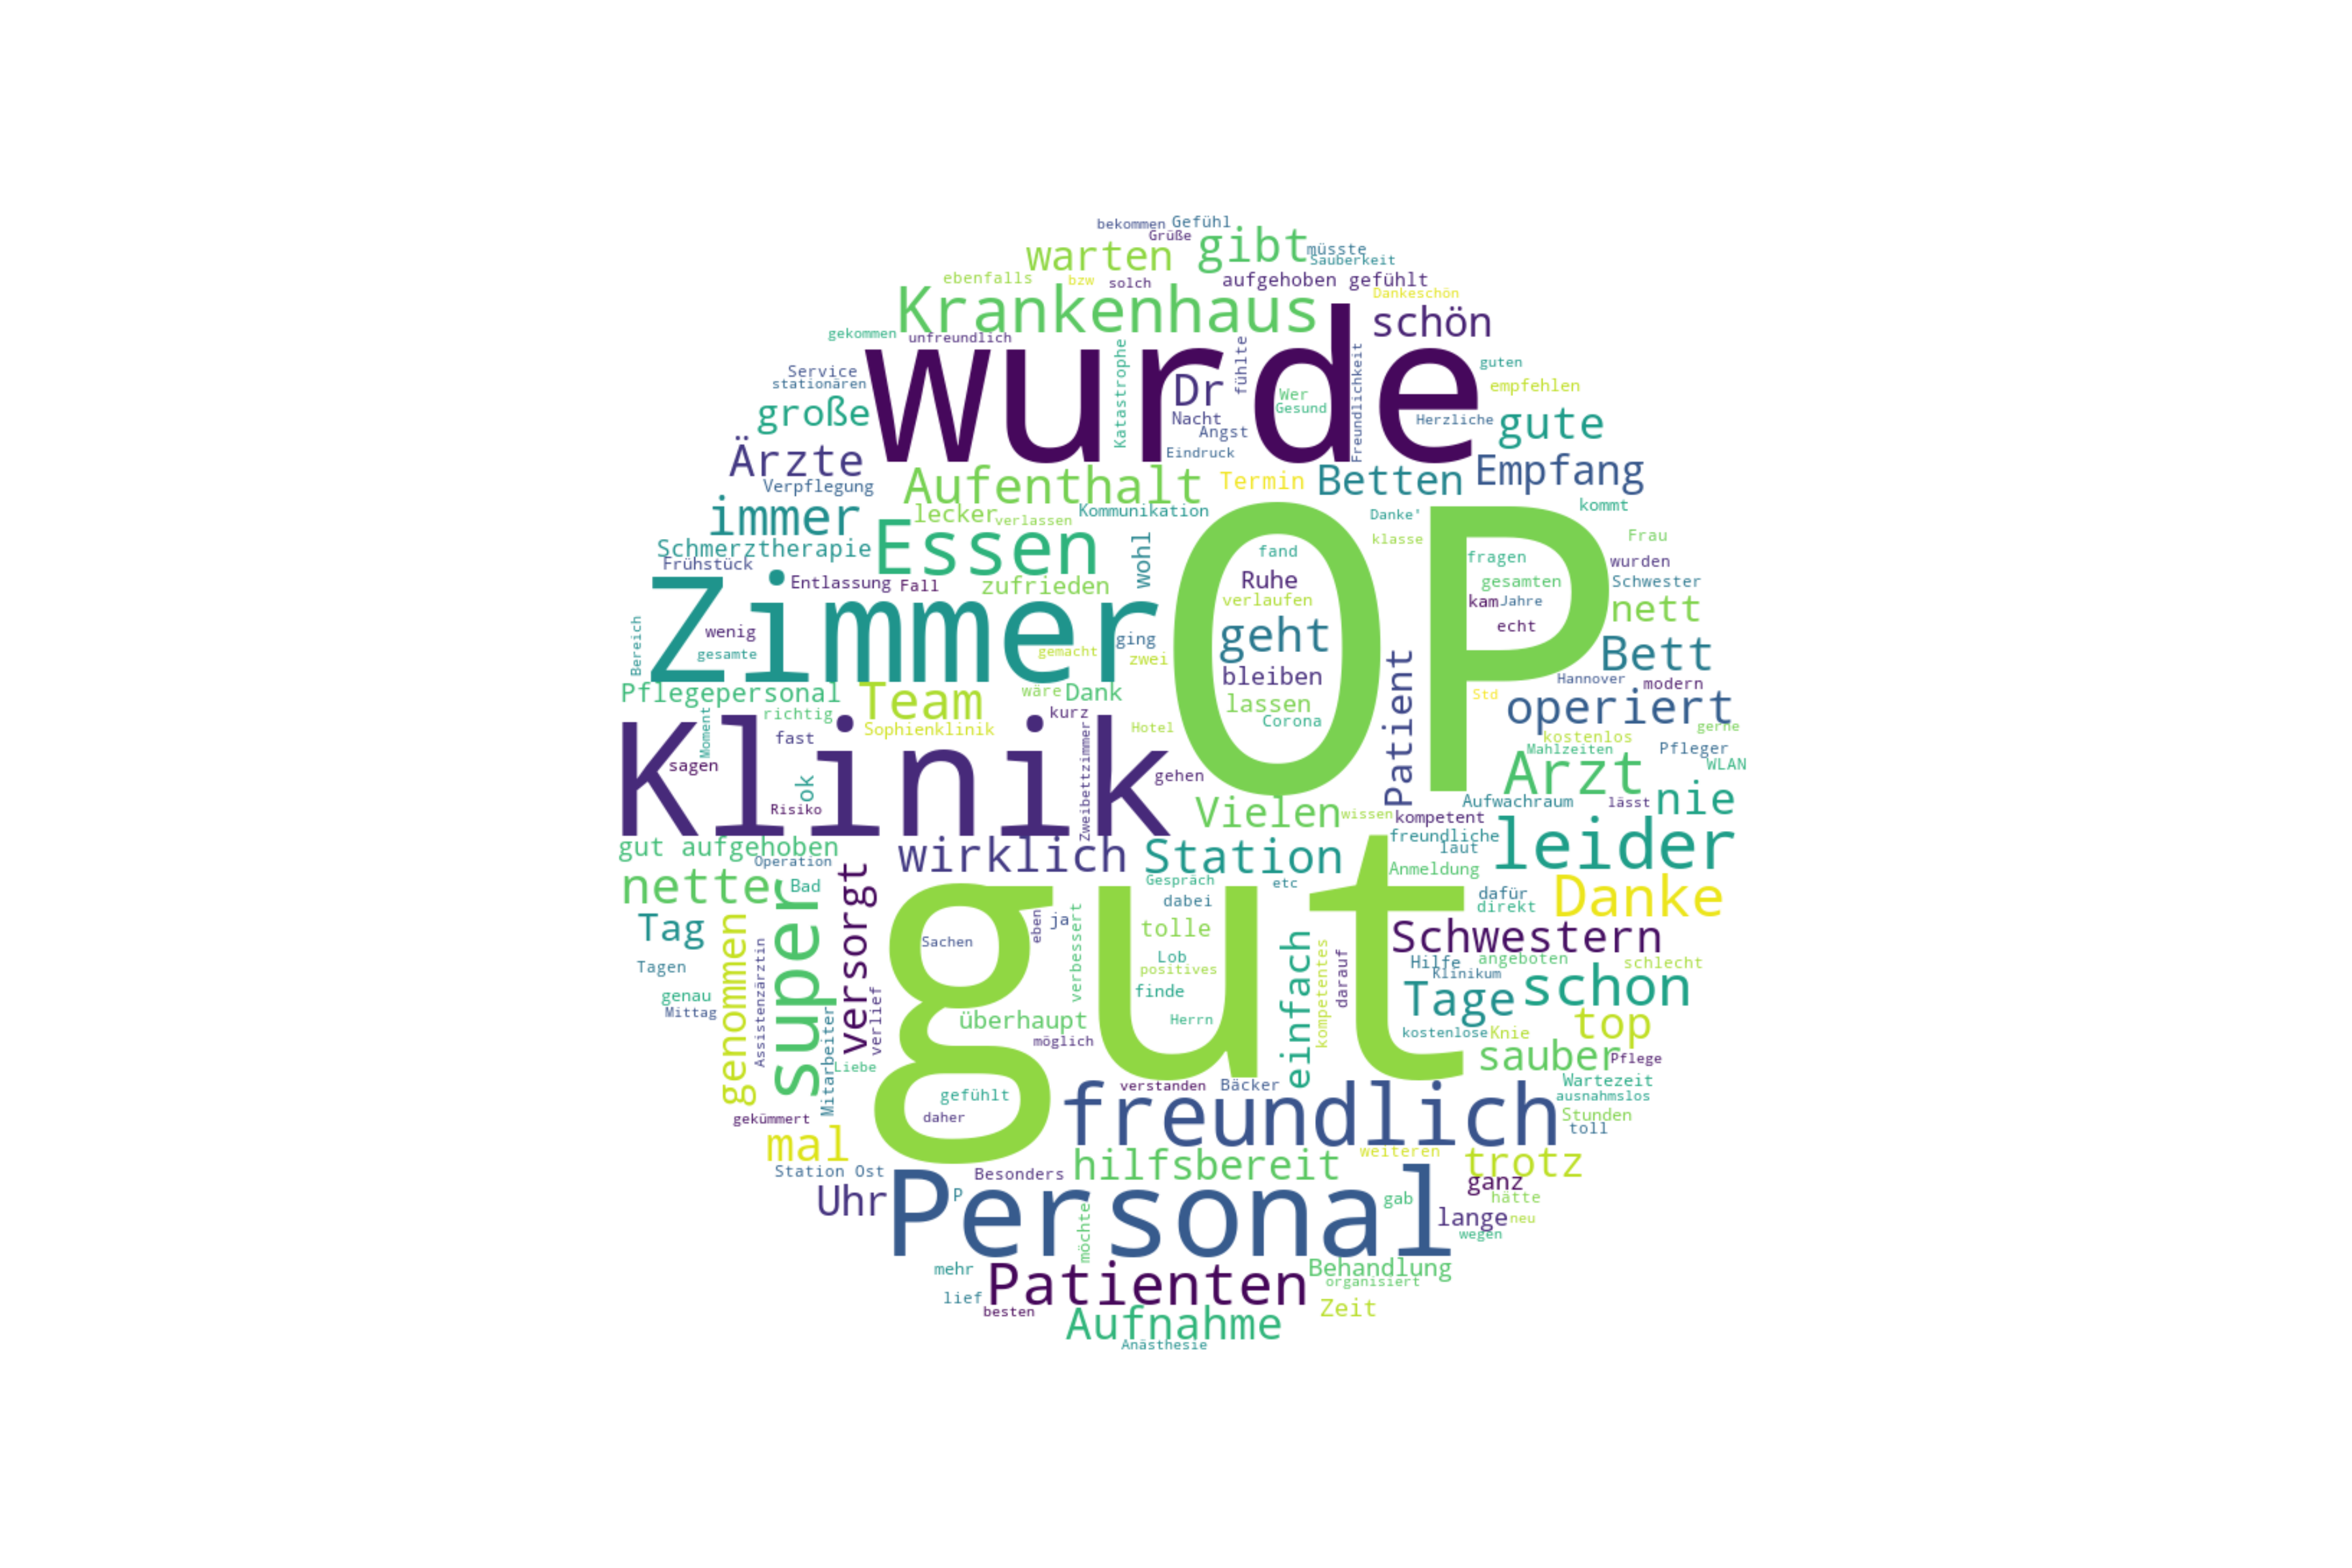 bekommen Gefühl
Grüße
warten gibt müsste
Sauberkeit
ebenfalls bzw solch aufgehoben gefühlt
Krankenhaus Dankeschön
schön
gekommen unfreundlich
wurde
Katastrophe fühlte Freundlichkeit
Service guten
stationären Dr Wer empfehlen
große Nacht Gesund Herzliche gute
Angst
Ärzte Eindruck Empfang
Verpflegung Aufenthalt Termin Betten
immer lecker verlassen Kommunikation Danke' kommt
Schmerztherapie Essen wohl fand klasse Frau
Frühstück fragen wurden
Entlassung Fall zufrieden Ruhe gesamten Schwester
Zimmer OP
verlaufen kam Jahre nett
Bereich wenig ging geht echt
gesamte gemacht zwei Bett
Pflegepersonal Team wäre Dank bleiben Patient Hannover modern
lassen Std operiert
Moment richtig kurz Corona gerne
Sophienklinik Hotel kostenlos
fast Mahlzeiten Pfleger
Klinik
sagen Zweibettzimmer gehen Arzt WLAN
ok
Risiko Vielen wissen kompetent Aufwachraum lässt nie
gut aufgehoben wirklich Station freundliche leider
Operation laut
nette Bad Gespräch etc Anmeldung
super versorgt dabei dafür Danke
direkt
gut
Tag eben ja tolle Schwestern
Sachen
genommen Assistenzärztin verbessert Lob einfach kompetentes darauf Hilfe angeboten schlecht
Tagen positives Klinikum
genau finde Tage schon
Mittag verlief
Mitarbeiter überhaupt Herrn kostenlose Knie top
möglich
Liebe sauber Pflege
verstanden Bäcker Wartezeit
gefühlt freundlich ausnahmslos
gekümmert daher Stunden
toll
mal hilfsbereit weiteren trotz
Station Ost Besonders
ganz
Uhr P Personal gab hätte
möchte lange neu
wegen
mehr Behandlung
Patienten organisiert
lief
besten Zeit
Aufnahme
Anästhesie